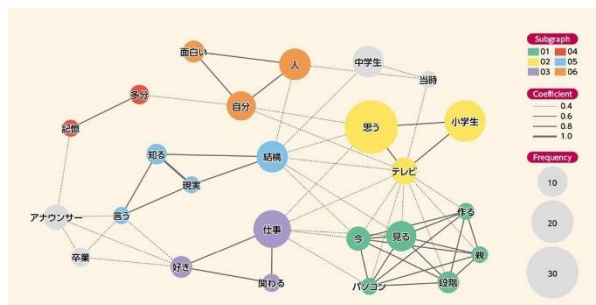 面白い
人
中学生
当時
多分
自分
思う
小学生
記憶
知る
結構
テレビ
現実
アナウンサー
言う
仕事
今
見る
作る
親
卒業
好き
関わる
パソコン
段階
Subgraph
01 04
02 05
03 06
Coefficient
0.4
0.6
0.8
1.0
Frequency
10
20
30